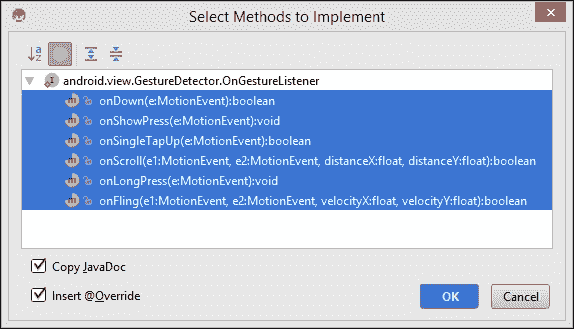 Select Methods to Implement
android.view.GestureDetector.OnGestureListener
onDown(e:MotionEvent):boolean
onShowPress(e:MotionEvent):void
onSingleTapUp(e:MotionEvent):boolean
onScroll(e1:MotionEvent, e2:MotionEvent, distanceX:float, distanceY:float):boolean
onLongPress(e:MotionEvent):void
onFling(e1:MotionEvent, e2:MotionEvent, velocityX:float, velocityY:float):boolean
Copy JavaDoc
Insert @Override
OK Cancel